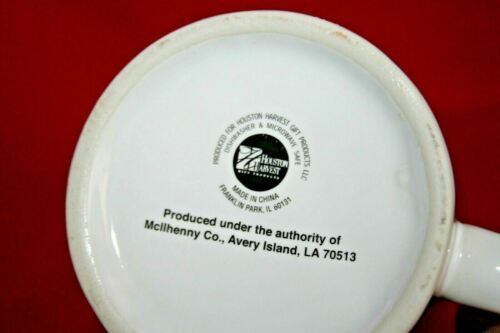 PRODUCED FOR HOUSTON HARVEST GIFT PRODUCTS LLC
DISHWASHER & MICROWAVE SAFE
HOUSTON
HARVEST
GIFT PRODUCTS
MADE IN CHINA
FRANKLIN PARK, IL 60131
Produced under the authority of
McIlhenny Co., Avery Island, LA 70513